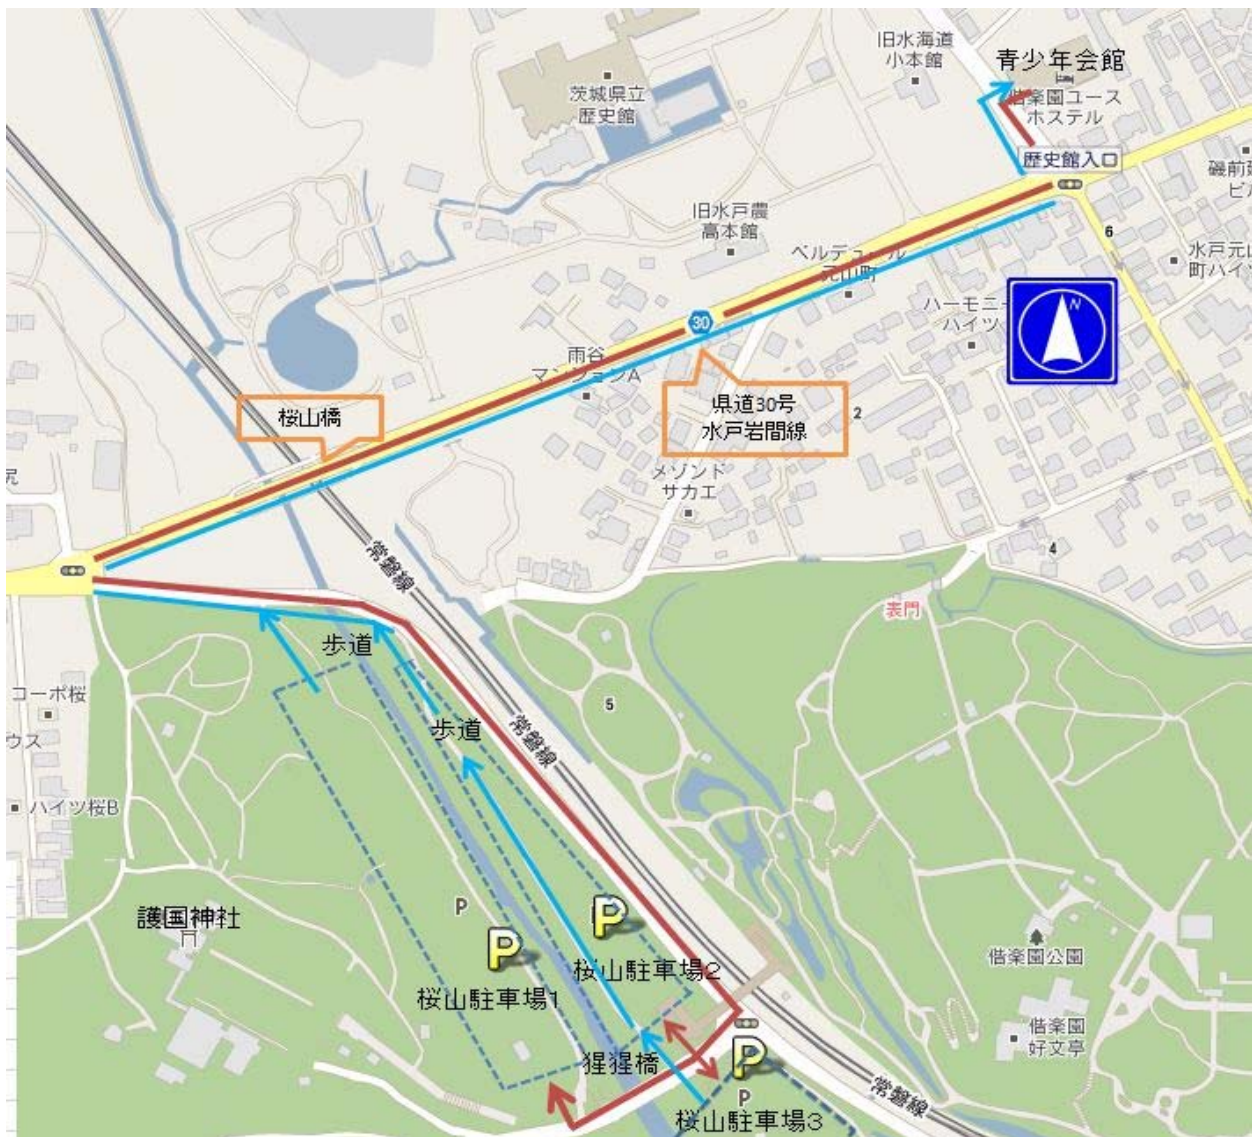 旧水海道
小本館
青少年会館
茨城県立
歴史館
偕楽園ユース
ホステル
歴史館入口
磯前
ビル
旧水戸農
高本館
6
水戸元山
町ハイツ
ベルデュール
元山町
N
ハーモニー
ハイツ
30
雨谷
マンションA
桜山橋
県道30号
水戸岩間線
2
メゾンド
サカエ
常磐線
4
表門
歩道
コーポ桜
5
歩道
常磐線
ウス
ハイツ桜B
P
P
護国神社
P
桜山駐車場2
偕楽園公園
桜山駐車場1
偕楽園
好文亭
猩猩橋
P
P
常磐線
桜山駐車場3